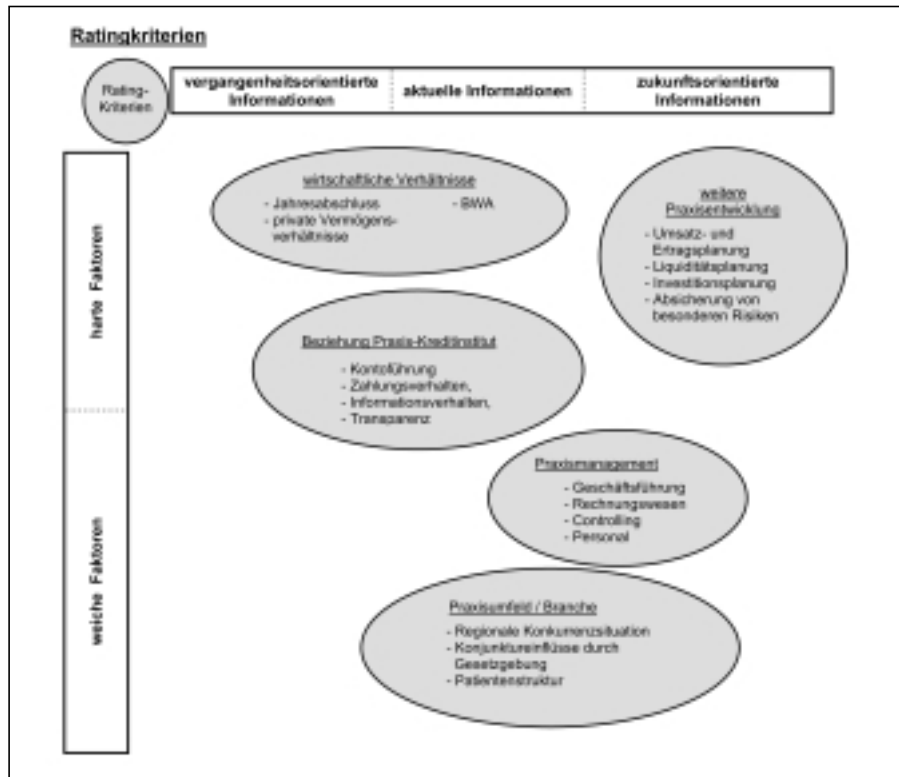 Ratingkriterien
Rating-
Kriterien
vergangenheitsorientierte
Informationen
aktuelle Informationen
zukunftsorientierte
Informationen
harte Faktoren
weiche Faktoren
wirtschaftliche Verhältnisse
- Jahresabschluss
- private Vermögens-
verhältnisse
- BWA
weitere
Praxisentwicklung
- Umsatz- und
Ertragsplanung
- Liquiditätsplanung
- Investitionsplanung
- Absicherung von
besonderen Risiken
Beziehung Praxis-Kreditinstitut
- Kontoführung
- Zahlungsverhalten,
- Informationsverhalten,
- Transparenz
Praxismanagement
- Geschäftsführung
- Rechnungswesen
- Controlling
- Personal
Praxisumfeld / Branche
- Regionale Konkurrenzsituation
- Konjunktureinflüsse durch
Gesetzgebung
- Patientenstruktur